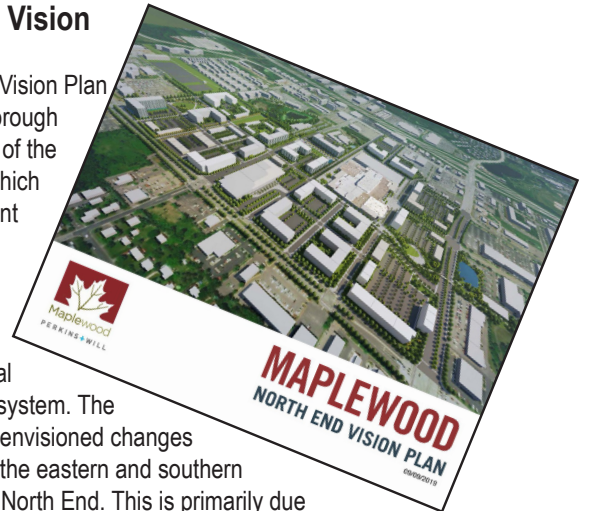 Vision
Vision Plan
orough
of the
hich
nt
al
system. The
envisioned changes
the eastern and southern
North End. This is primarily due
Maplewood
PERKINS+WILL
MAPLEWOOD
NORTH END VISION PLAN
09/09/2019